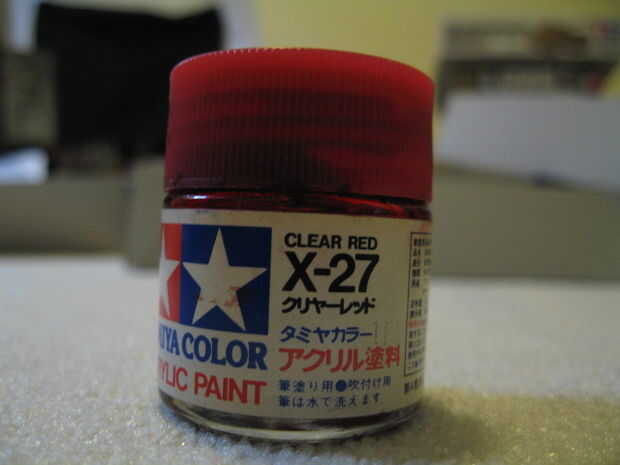 CLEAR RED
X-27
クリヤーレッド
タミヤカラー
アクリル塗料
IYA COLOR
YLIC PAINT
筆塗り用●吹付け用
筆は水で洗えます